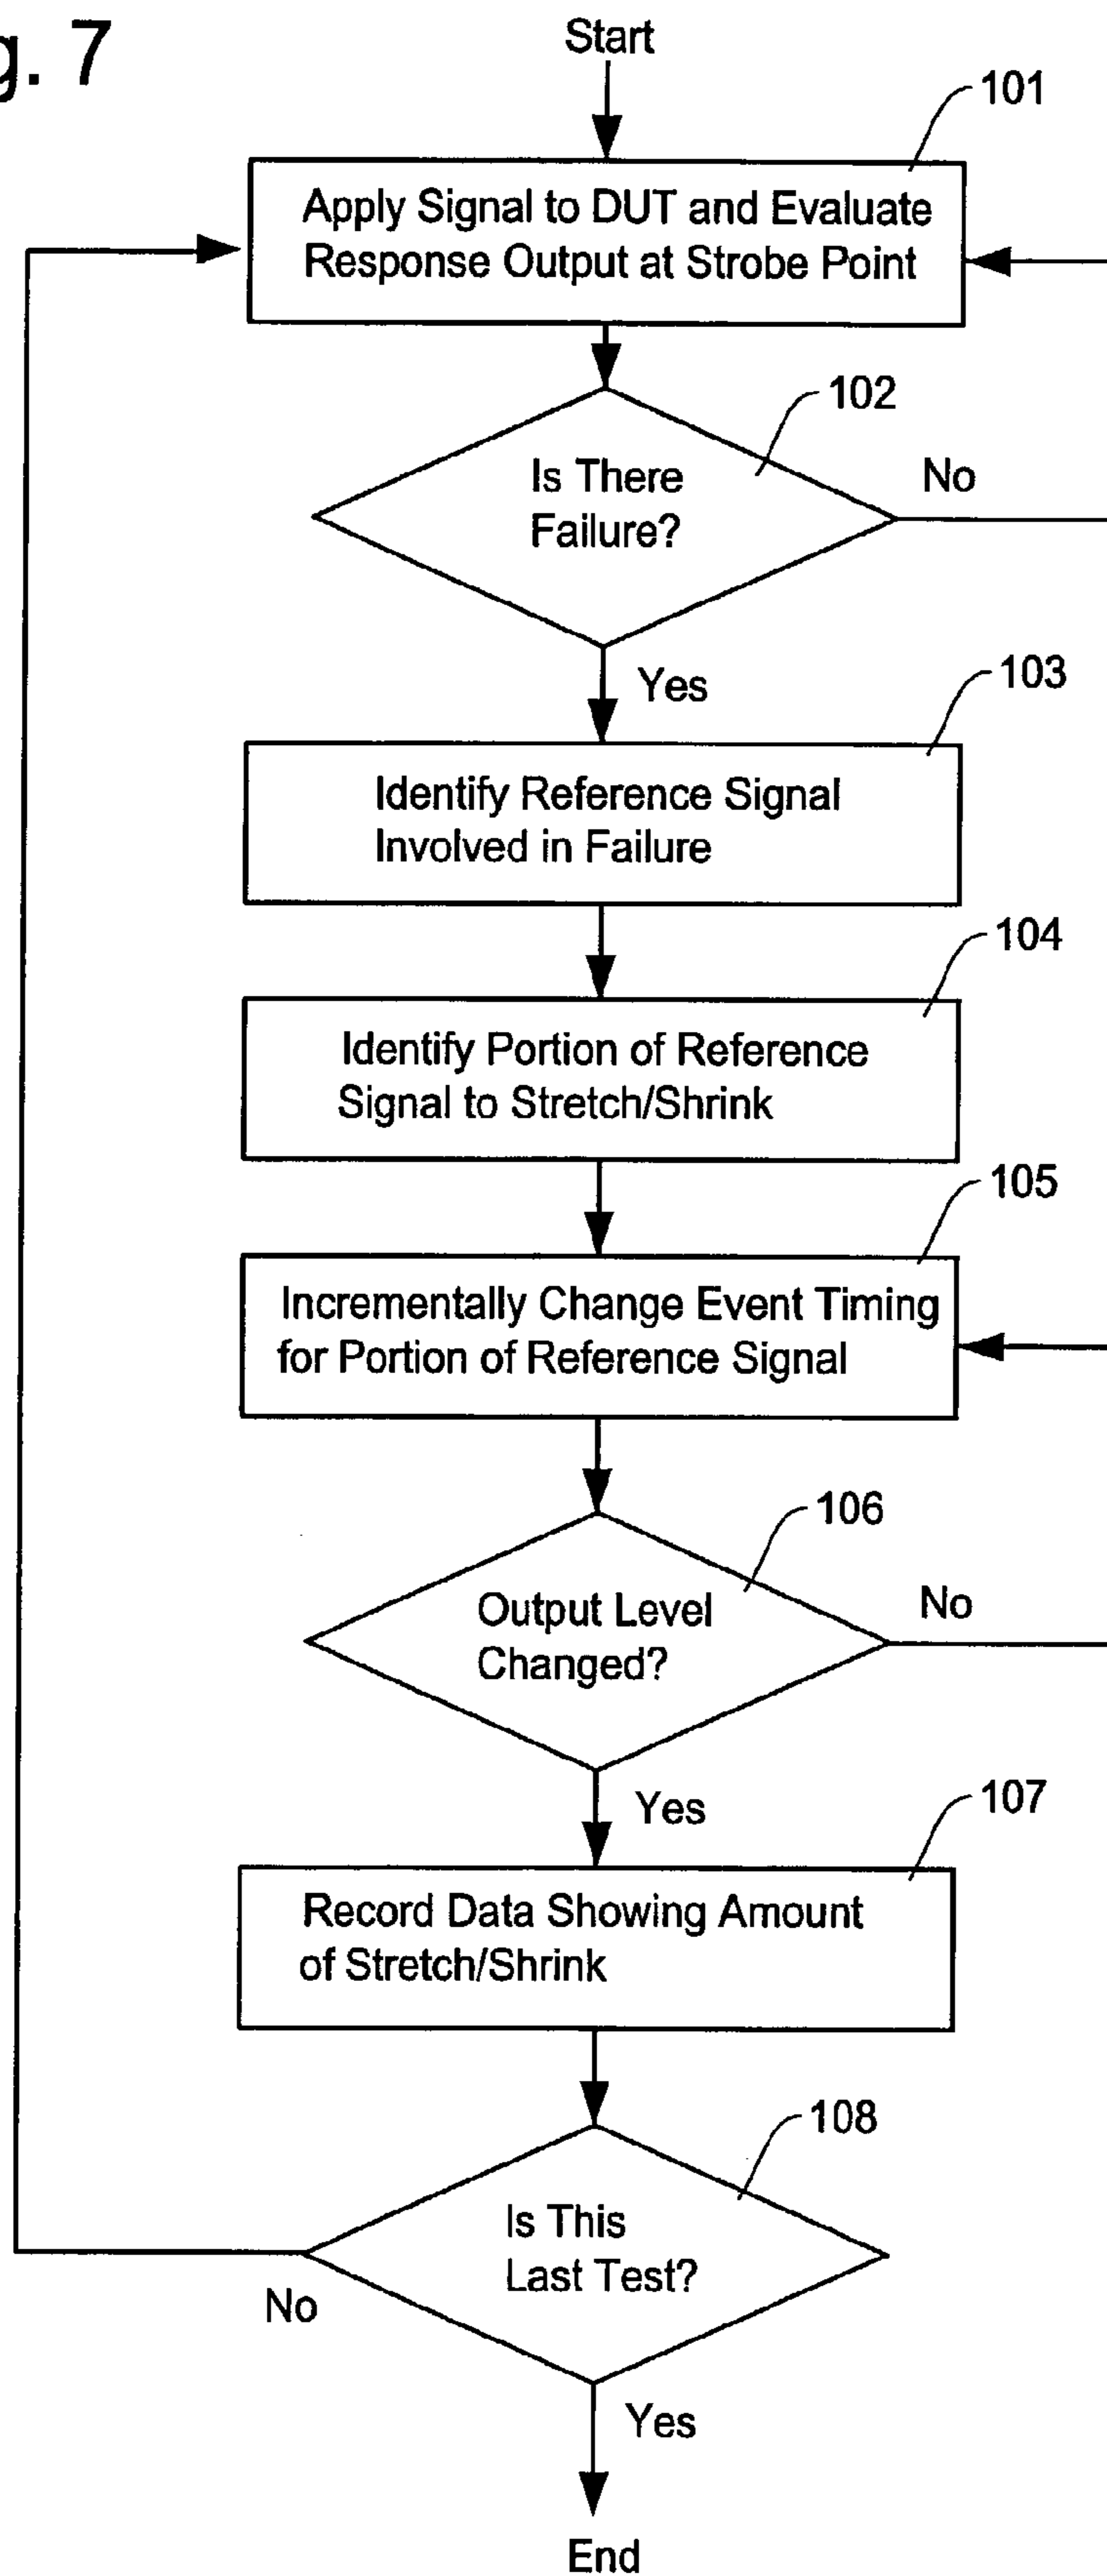 g. 7
Start
101
Apply Signal to DUT and Evaluate
Response Output at Strobe Point
102
Is There
Failure?
No
Yes
103
Identify Reference Signal
Involved in Failure
104
Identify Portion of Reference
Signal to Stretch/Shrink
105
Incrementally Change Event Timing
for Portion of Reference Signal
106
Output Level
Changed?
No
Yes
107
Record Data Showing Amount
of Stretch/Shrink
108
Is This
Last Test?
No
Yes
End